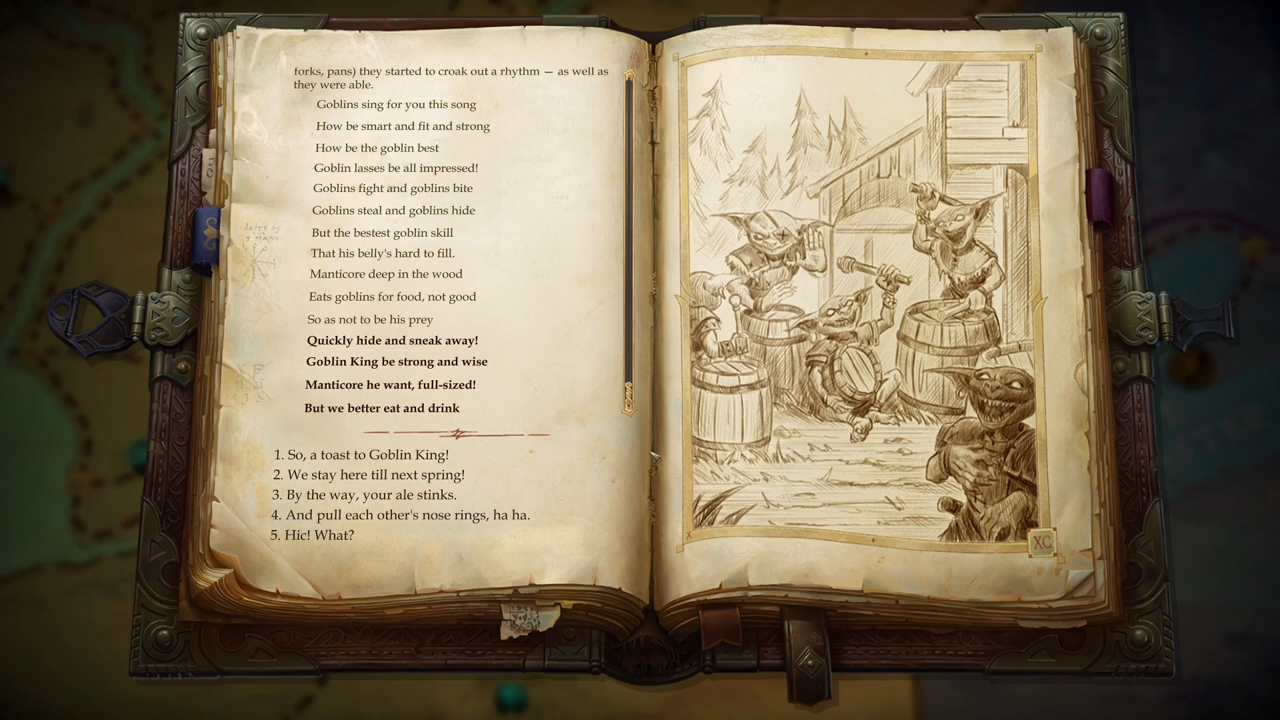 forks, pans) they started to croak out a rhythm — as well as
they were able.
Goblins sing for you this song
How be smart and fit and strong
How be the goblin best
Goblin lasses be all impressed!
Goblins fight and goblins bite
Goblins steal and goblins hide
But the bestest goblin skill
That his belly's hard to fill.
Manticore deep in the wood
Eats goblins for food, not good
So as not to be his prey
Quickly hide and sneak away!
Goblin King be strong and wise
Manticore he want, full-sized!
But we better eat and drink
1. So, a toast to Goblin King!
2. We stay here till next spring!
3. By the way, your ale stinks.
4. And pull each other's nose rings, ha ha.
5. Hic! What?
XC